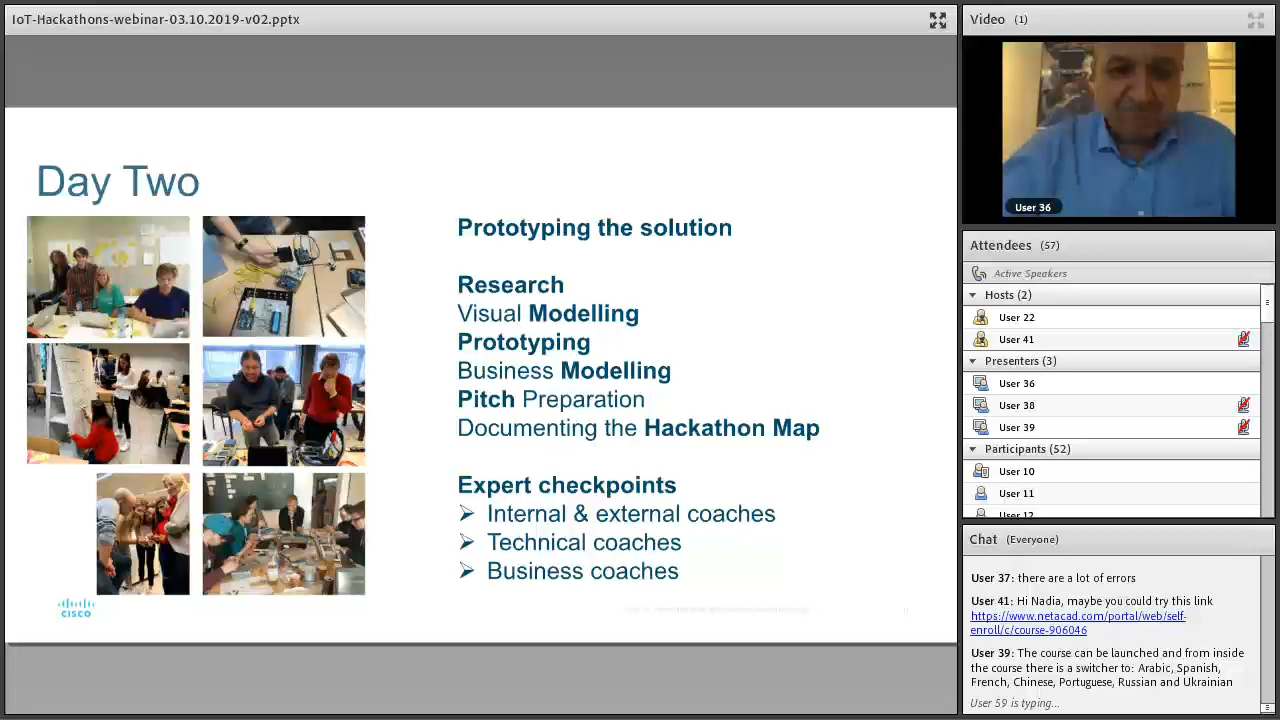 IoT-Hackathons-webinar-03.10.2019-v02.pptx
Day Two
Prototyping the solution
Research
Visual Modelling
Prototyping
Business Modelling
Pitch Preparation
Documenting the Hackathon Map
Expert checkpoints
➢ Internal & external coaches
➢ Technical coaches
➢ Business coaches
CISCO
Video (1)
User 36
Attendees (57)
Active Speakers
Hosts (2)
User 22
User 41
Presenters (3)
User 36
User 38
User 39
Participants (52)
User 10
User 11
User 12
Chat (Everyone)
User 37: there are a lot of errors
User 41: Hi Nadia, maybe you could try this link
https://www.netacad.com/portal/web/self-
enroll/c/course-906046
User 39: The course can be launched and from inside
the course there is a switcher to: Arabic, Spanish,
French, Chinese, Portuguese, Russian and Ukrainian
User 59 is typing...